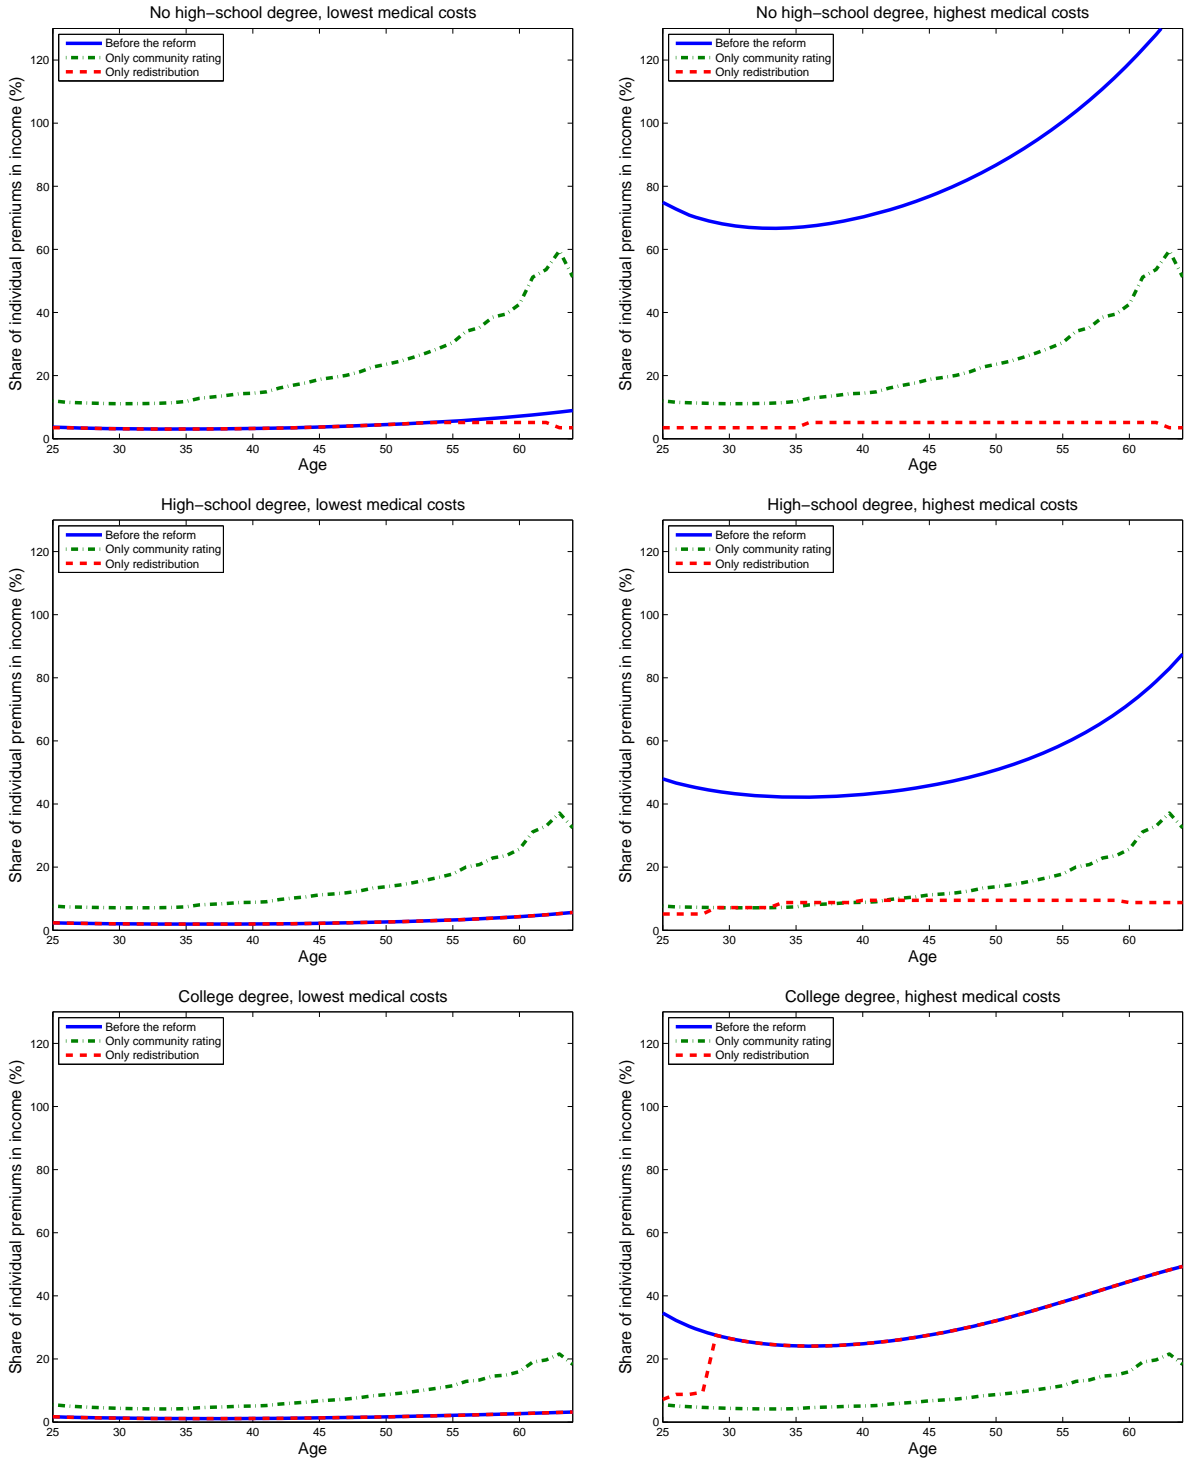 No high−school degree, lowest medical costs
Before the reform
Only community rating
Only redistribution
Share of individual premiums in income (%)
120
100
80
60
40
20
0
25 30 35 40 45 50 55 60
Age
No high−school degree, highest medical costs
Before the reform
Only community rating
Only redistribution
Share of individual premiums in income (%)
120
100
80
60
40
20
0
25 30 35 40 45 50 55 60
Age
High−school degree, lowest medical costs
Before the reform
Only community rating
Only redistribution
Share of individual premiums in income (%)
120
100
80
60
40
20
0
25 30 35 40 45 50 55 60
Age
High−school degree, highest medical costs
Before the reform
Only community rating
Only redistribution
Share of individual premiums in income (%)
120
100
80
60
40
20
0
25 30 35 40 45 50 55 60
Age
College degree, lowest medical costs
Before the reform
Only community rating
Only redistribution
Share of individual premiums in income (%)
120
100
80
60
40
20
0
25 30 35 40 45 50 55 60
Age
College degree, highest medical costs
Before the reform
Only community rating
Only redistribution
Share of individual premiums in income (%)
120
100
80
60
40
20
0
25 30 35 40 45 50 55 60
Age